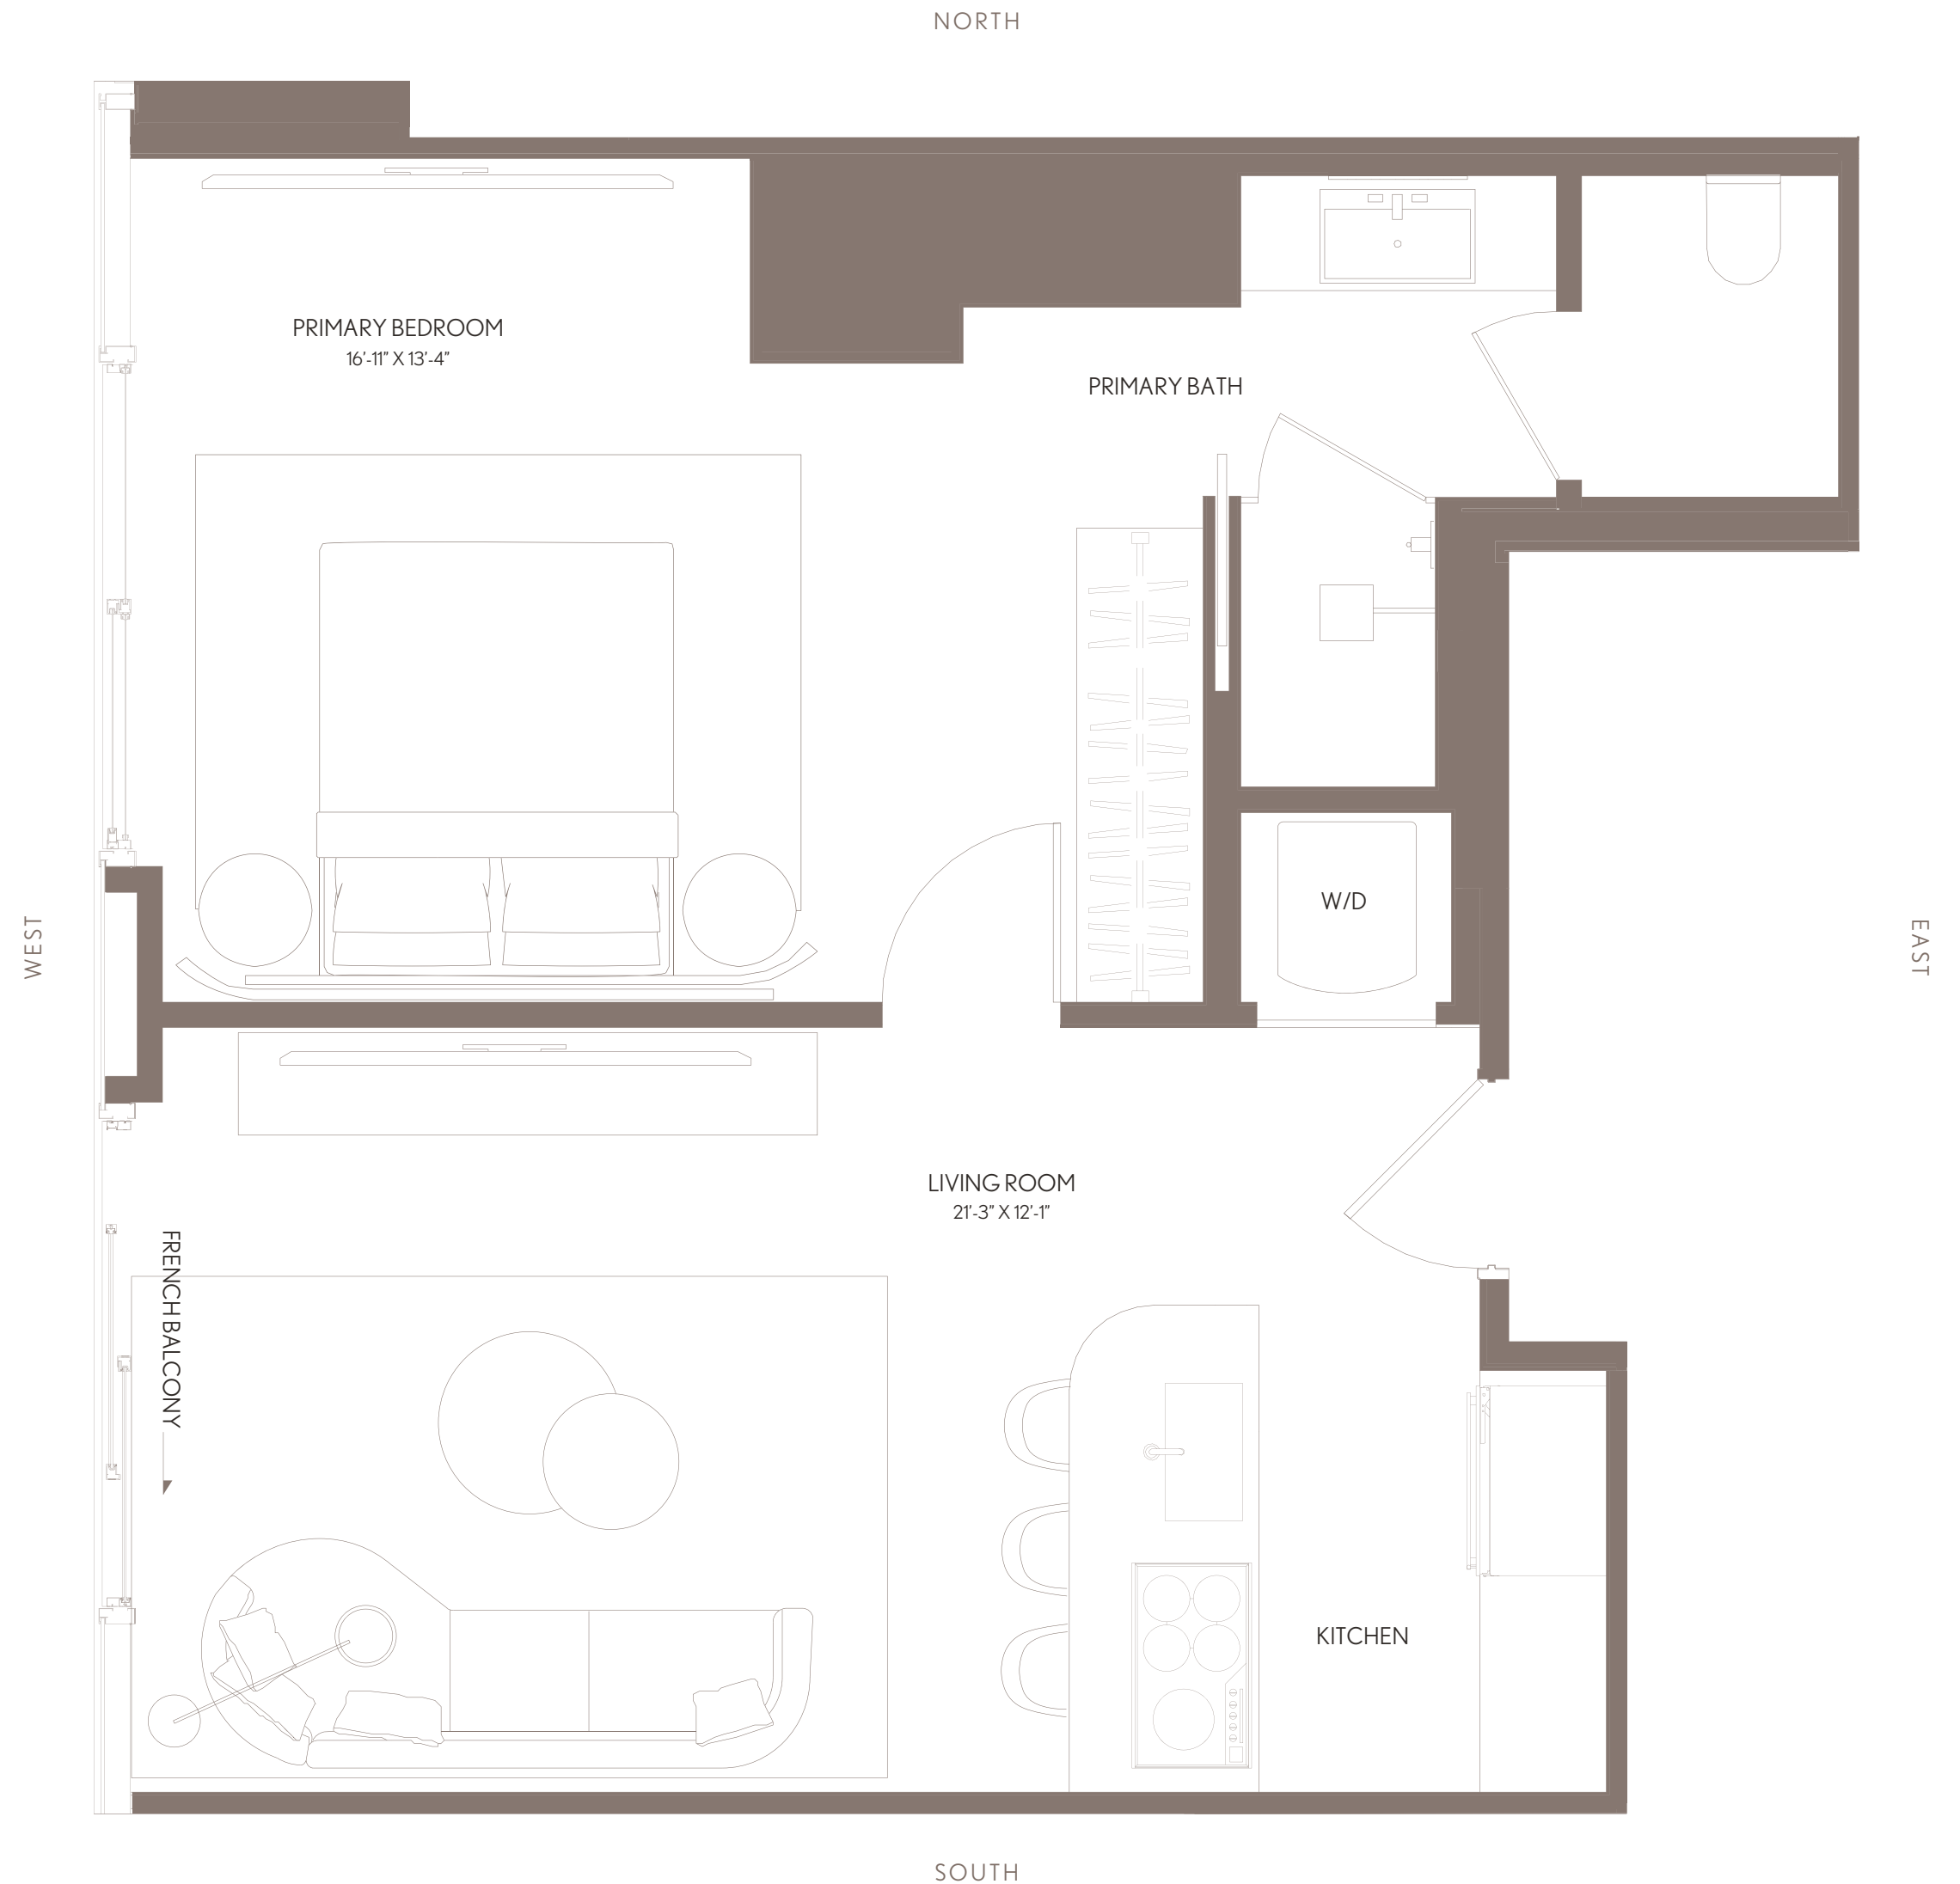 NORTH
PRIMARY BEDROOM
16'-11" X 13'-4"
PRIMARY BATH
W/D
WEST
EAST
LIVING ROOM
21'-3" X 12'-1"
FRENCH BALCONY
KITCHEN
SOUTH